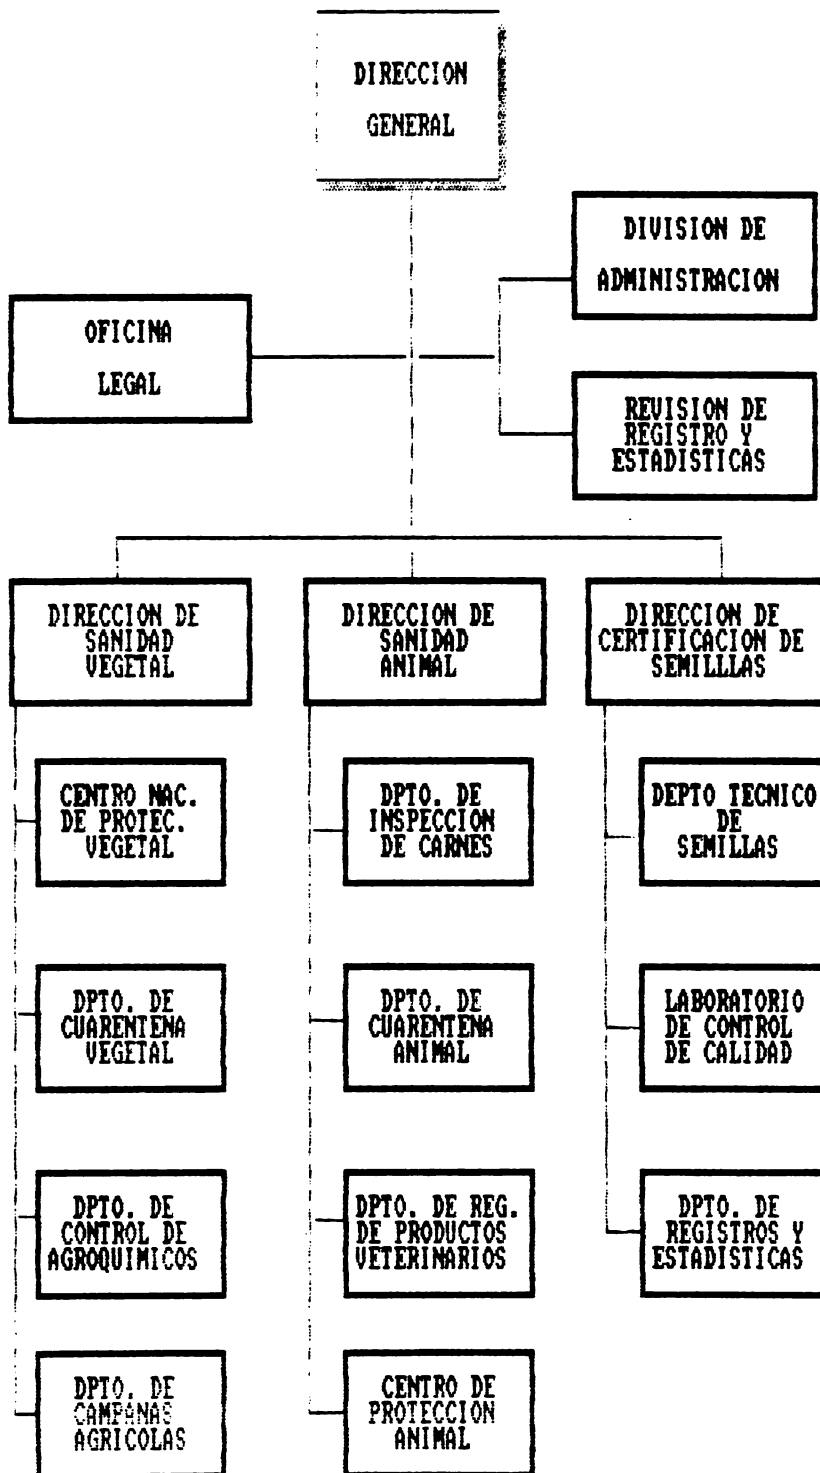 DIRECCION
GENERAL
DIVISION DE
ADMINISTRACION
OFICINA
LEGAL
REVISION DE
REGISTRO Y
ESTADISTICAS
DIRECCION DE
SANIDAD
VEGETAL
DIRECCION DE
SANIDAD
ANIMAL
DIRECCION DE
CERTIFICACION DE
SEMILLLAS
CENTRO NAC.
DE PROTEC.
VEGETAL
DPTO. DE
INSPECCION
DE CARNES
DEPTO TECNICO
DE
SEMILLAS
DPTO. DE
CUARENTENA
VEGETAL
DPTO. DE
CUARENTENA
ANIMAL
LABORATORIO
DE CONTROL
DE CALIDAD
DPTO. DE
CONTROL DE
AGROQUIMICOS
DPTO. DE REG.
DE PRODUCTOS
VETERINARIOS
DPTO. DE
REGISTROS Y
ESTADISTICAS
DPTO. DE
CAMPANAS
AGRICOLAS
CENTRO DE
PROTECCION
ANIMAL